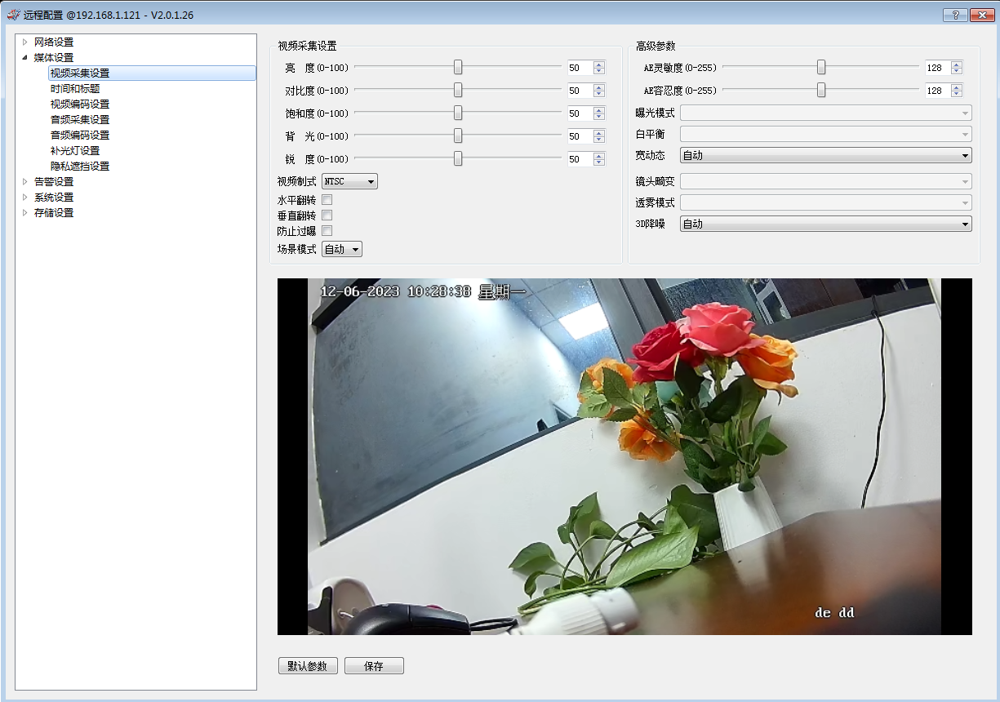 远程配置 @192.168.1.121 - V2.0.1.26
网络设置
媒体设置
视频采集设置
时间和标题
视频编码设置
音频采集设置
音频编码设置
补光灯设置
隐私遮挡设置
告警设置
系统设置
存储设置
视频采集设置
亮 度(0-100) 50
对比度(0-100) 50
饱和度(0-100) 50
背 光(0-100) 50
锐 度(0-100) 50
视频制式 NTSC
水平翻转
垂直翻转
防止过曝
场景模式 自动
高级参数
AE灵敏度(0-255) 128
AE容忍度(0-255) 128
曝光模式
白平衡
宽动态 自动
镜头畸变
透雾模式
3D降噪 自动
12-06-2023 10:28:38 星期一
de dd
默认参数 保存